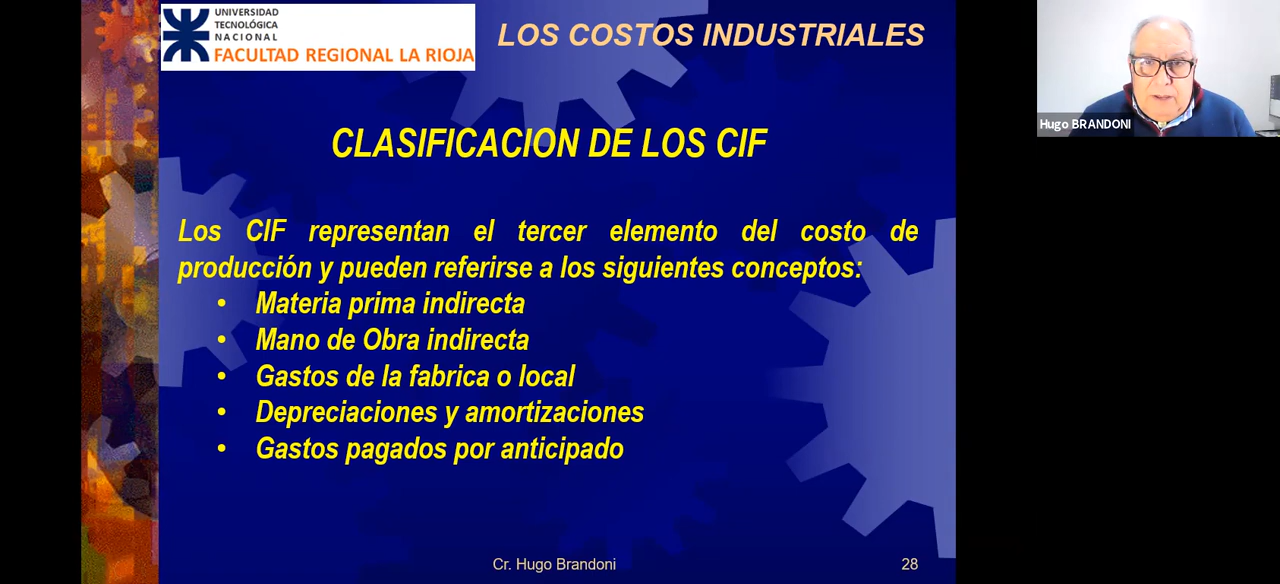 UNIVERSIDAD
TECNOLÓGICA
NACIONAL
FACULTAD REGIONAL LA RIOJA
LOS COSTOS INDUSTRIALES
Hugo BRANDONI
CLASIFICACION DE LOS CIF
Los CIF representan el tercer elemento del costo de
producción y pueden referirse a los siguientes conceptos:
• Materia prima indirecta
• Mano de Obra indirecta
• Gastos de la fabrica o local
• Depreciaciones y amortizaciones
• Gastos pagados por anticipado
Cr. Hugo Brandoni
28